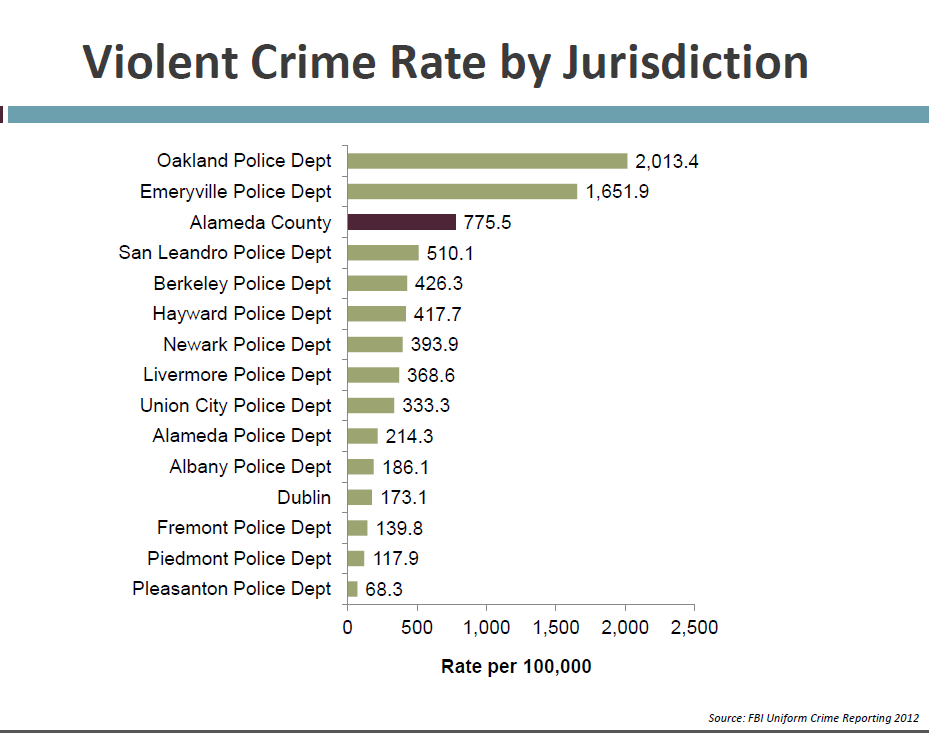 Violent Crime Rate by Jurisdiction
Oakland Police Dept 2,013.4
Emeryville Police Dept 1,651.9
Alameda County 775.5
San Leandro Police Dept 510.1
Berkeley Police Dept 426.3
Hayward Police Dept 417.7
Newark Police Dept 393.9
Livermore Police Dept 368.6
Union City Police Dept 333.3
Alameda Police Dept 214.3
Albany Police Dept 186.1
Dublin 173.1
Fremont Police Dept 139.8
Piedmont Police Dept 117.9
Pleasanton Police Dept 68.3
0 500 1,000 1,500 2,000 2,500
Rate per 100,000
Source: FBI Uniform Crime Reporting 2012